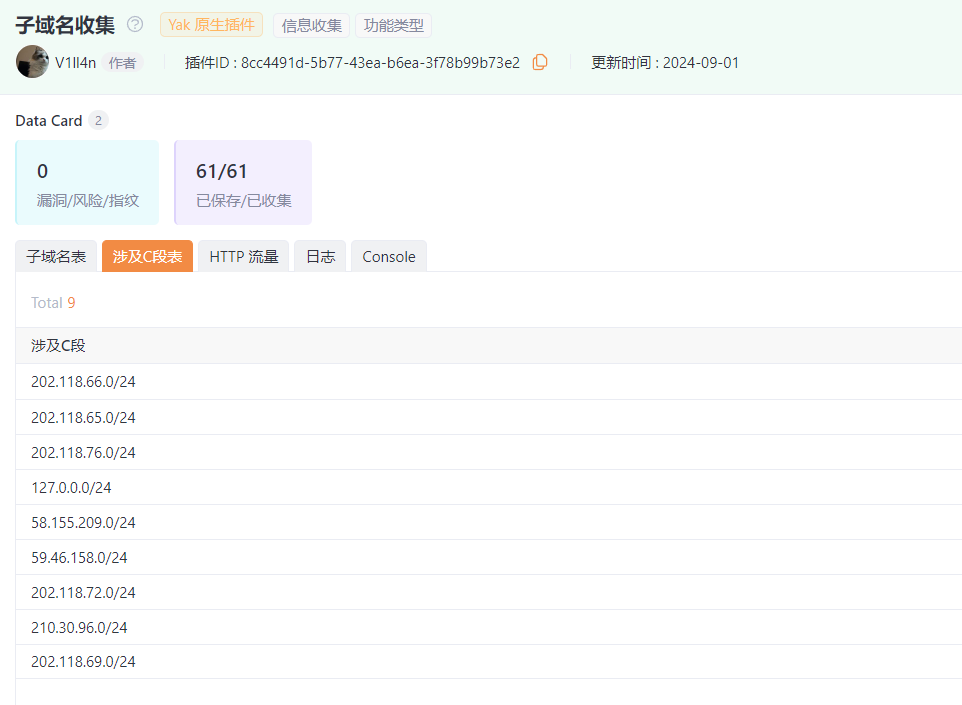 子域名收集 Yak 原生插件 信息收集 功能类型
V1ll4n 作者 插件ID : 8cc4491d-5b77-43ea-b6ea-3f78b99b73e2 更新时间 : 2024-09-01
Data Card 2
0 61/61
漏洞/风险/指纹 已保存/已收集
子域名表 涉及C段表 HTTP 流量 日志 Console
Total 9
涉及C段
202.118.66.0/24
202.118.65.0/24
202.118.76.0/24
127.0.0.0/24
58.155.209.0/24
59.46.158.0/24
202.118.72.0/24
210.30.96.0/24
202.118.69.0/24